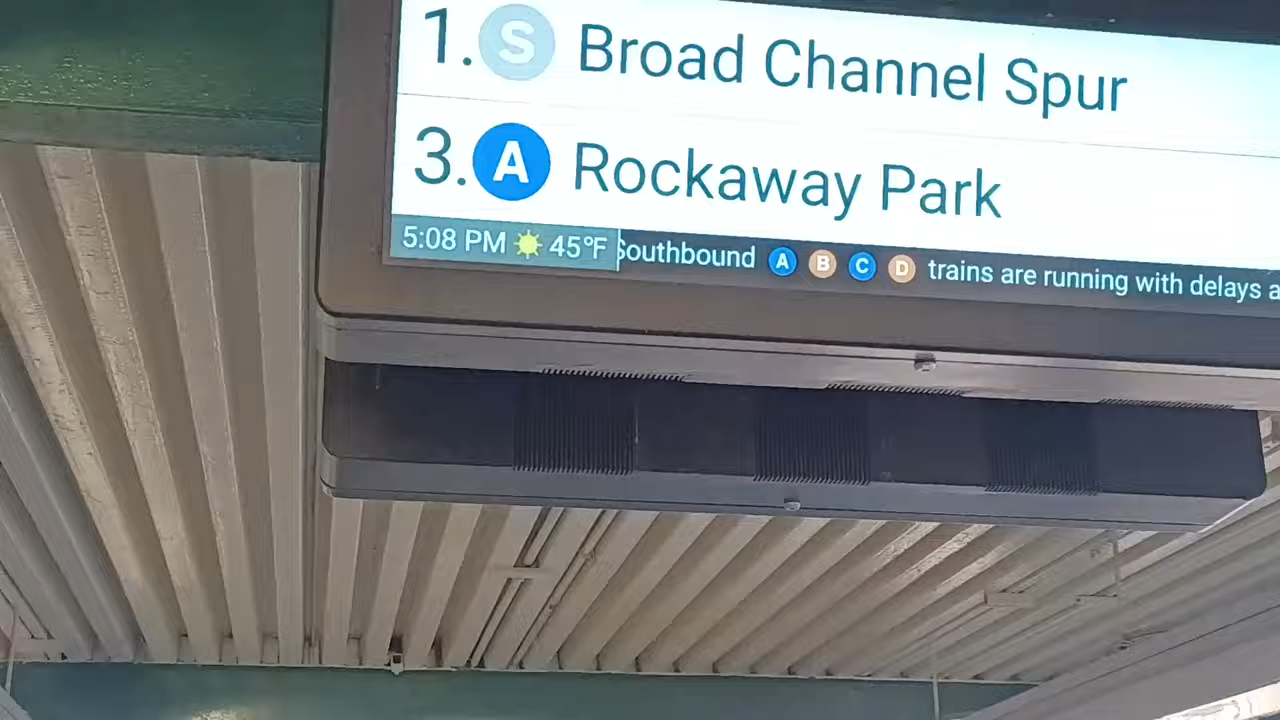 1. S Broad Channel Spur
3. A Rockaway Park
5:08 PM 45°F Southbound A B C D trains are running with delays a